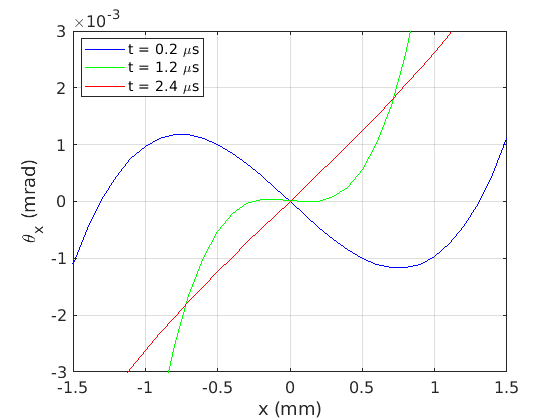 ×10⁻³
3
2
1
0
-1
-2
-3
θx (mrad)
t = 0.2 μs
t = 1.2 μs
t = 2.4 μs
-1.5 -1 -0.5 0 0.5 1 1.5
x (mm)